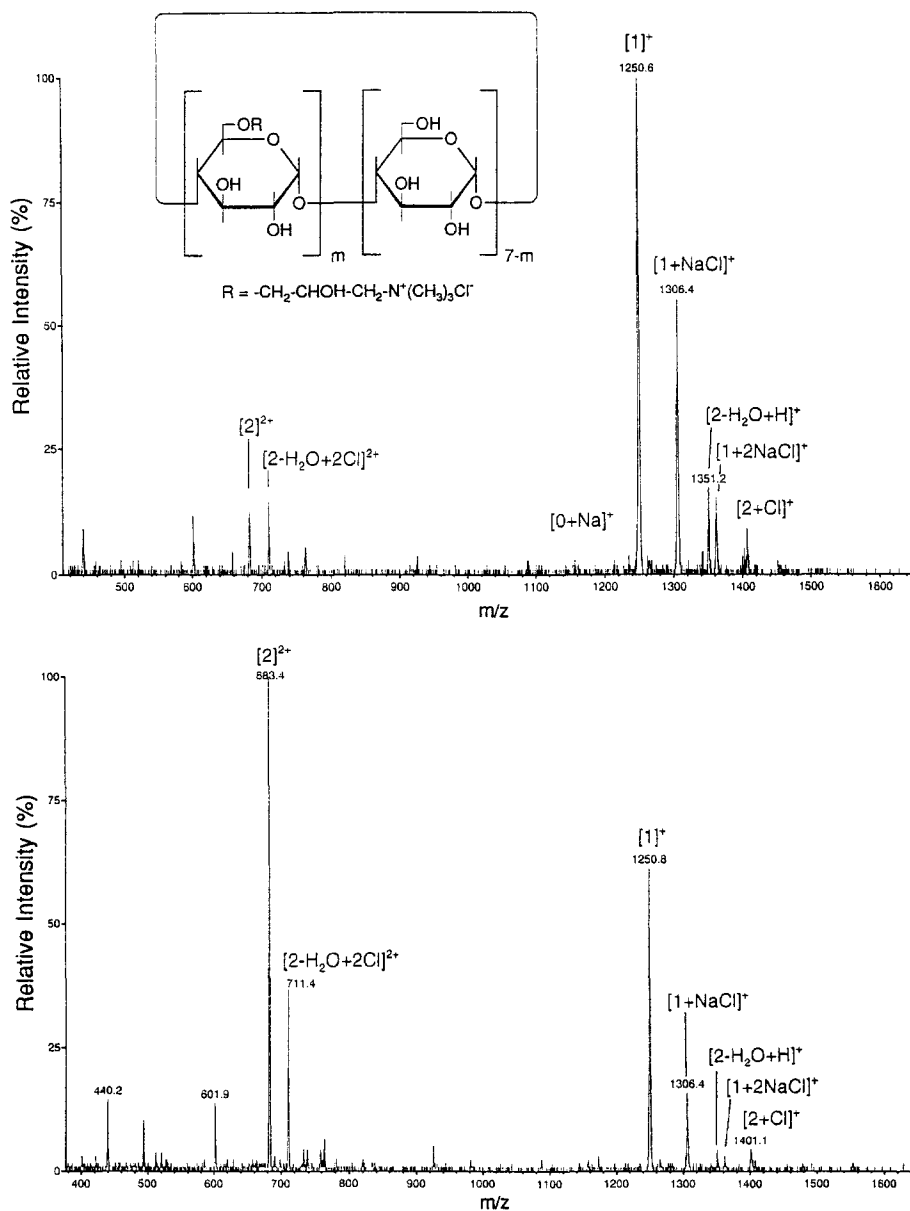 [1]⁺
1250.6
100
75
50
25
0
Relative Intensity (%)
OR
O
OH
O
OH
m
OH
O
OH
O
OH
7-m
R = -CH₂-CHOH-CH₂-N⁺(CH₃)₃Cl⁻
[1+NaCl]⁺
1306.4
[2-H₂O+H]⁺
[1+2NaCl]⁺
1351.2
[2+Cl]⁺
[2]²⁺
[2-H₂O+2Cl]²⁺
[0+Na]⁺
500 600 700 800 900 1000 1100 1200 1300 1400 1500 1600
m/z
[2]²⁺
883.4
100
75
50
25
0
Relative Intensity (%)
[1]⁺
1250.8
[2-H₂O+2Cl]²⁺
711.4
[1+NaCl]⁺
[2-H₂O+H]⁺
1306.4
[1+2NaCl]⁺
[2+Cl]⁺
1401.1
440.2
601.9
400 500 600 700 800 900 1000 1100 1200 1300 1400 1500 1600
m/z